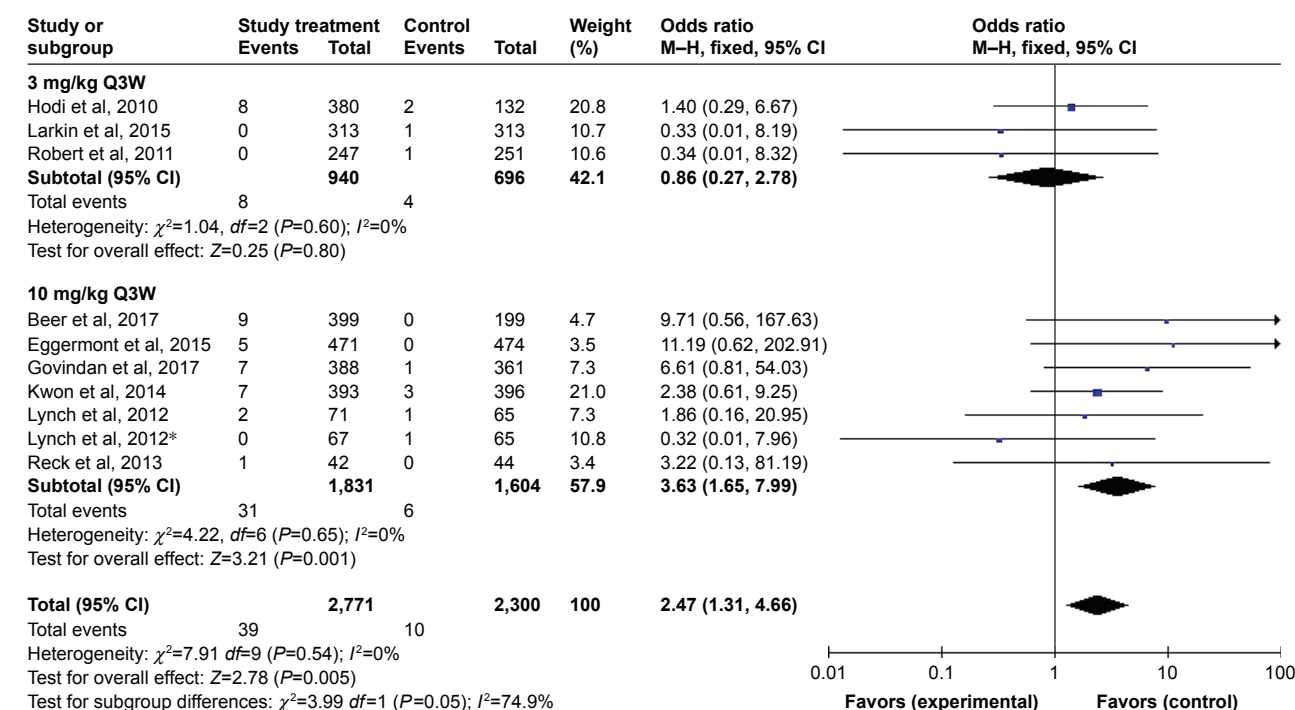 Study or Study treatment Control Weight Odds ratio Odds ratio
subgroup Events Total Events Total (%) M–H, fixed, 95% CI M–H, fixed, 95% CI
3 mg/kg Q3W
Hodi et al, 2010 8 380 2 132 20.8 1.40 (0.29, 6.67)
Larkin et al, 2015 0 313 1 313 10.7 0.33 (0.01, 8.19)
Robert et al, 2011 0 247 1 251 10.6 0.34 (0.01, 8.32)
Subtotal (95% CI) 940 696 42.1 0.86 (0.27, 2.78)
Total events 8 4
Heterogeneity: χ²=1.04, df=2 (P=0.60); I²=0%
Test for overall effect: Z=0.25 (P=0.80)
10 mg/kg Q3W
Beer et al, 2017 9 399 0 199 4.7 9.71 (0.56, 167.63)
Eggermont et al, 2015 5 471 0 474 3.5 11.19 (0.62, 202.91)
Govindan et al, 2017 7 388 1 361 7.3 6.61 (0.81, 54.03)
Kwon et al, 2014 7 393 3 396 21.0 2.38 (0.61, 9.25)
Lynch et al, 2012 2 71 1 65 7.3 1.86 (0.16, 20.95)
Lynch et al, 2012* 0 67 1 65 10.8 0.32 (0.01, 7.96)
Reck et al, 2013 1 42 0 44 3.4 3.22 (0.13, 81.19)
Subtotal (95% CI) 1,831 1,604 57.9 3.63 (1.65, 7.99)
Total events 31 6
Heterogeneity: χ²=4.22, df=6 (P=0.65); I²=0%
Test for overall effect: Z=3.21 (P=0.001)
Total (95% CI) 2,771 2,300 100 2.47 (1.31, 4.66)
Total events 39 10
Heterogeneity: χ²=7.91 df=9 (P=0.54); I²=0%
Test for overall effect: Z=2.78 (P=0.005)
Test for subgroup differences: χ²=3.99 df=1 (P=0.05); I²=74.9%
0.01 0.1 1 10 100
Favors (experimental) Favors (control)